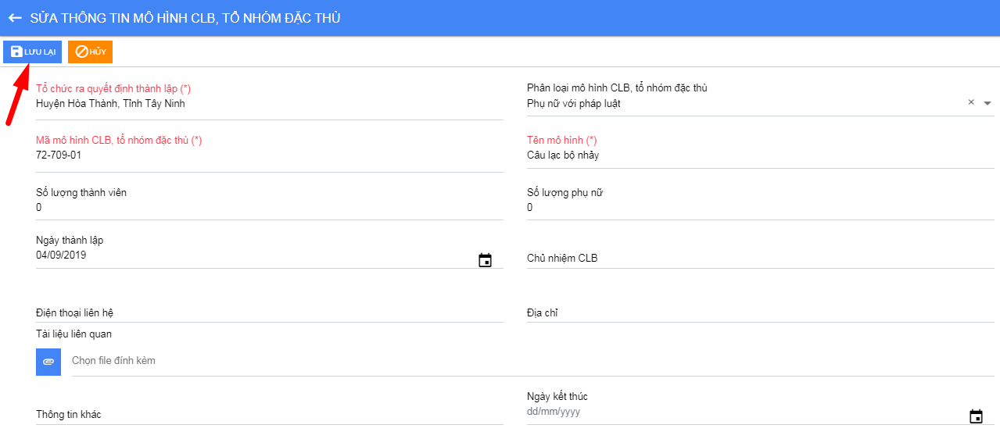 SỬA THÔNG TIN MÔ HÌNH CLB, TỔ NHÓM ĐẶC THÙ
LƯU LẠI
HỦY
Tổ chức ra quyết định thành lập (*)
Huyện Hòa Thành, Tỉnh Tây Ninh
Phân loại mô hình CLB, tổ nhóm đặc thù
Phụ nữ với pháp luật
Mã mô hình CLB, tổ nhóm đặc thù (*)
72-709-01
Tên mô hình (*)
Câu lạc bộ nhảy
Số lượng thành viên
0
Số lượng phụ nữ
0
Ngày thành lập
04/09/2019
Chủ nhiệm CLB
Điện thoại liên hệ
Địa chỉ
Tài liệu liên quan
Chọn file đính kèm
Thông tin khác
Ngày kết thúc
dd/mm/yyyy